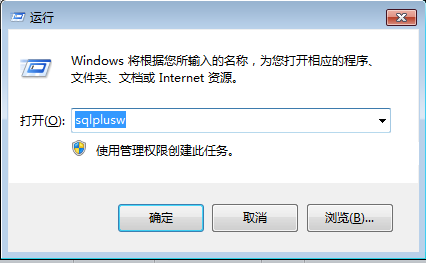 运行
Windows 将根据您所输入的名称，为您打开相应的程序、
文件夹、文档或 Internet 资源。
打开(O): sqlplusw
使用管理权限创建此任务。
确定 取消 浏览(B)...